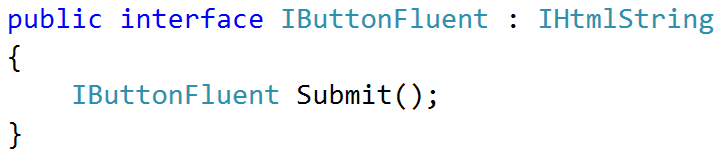 public interface IButtonFluent : IHtmlString
{
    IButtonFluent Submit();
}